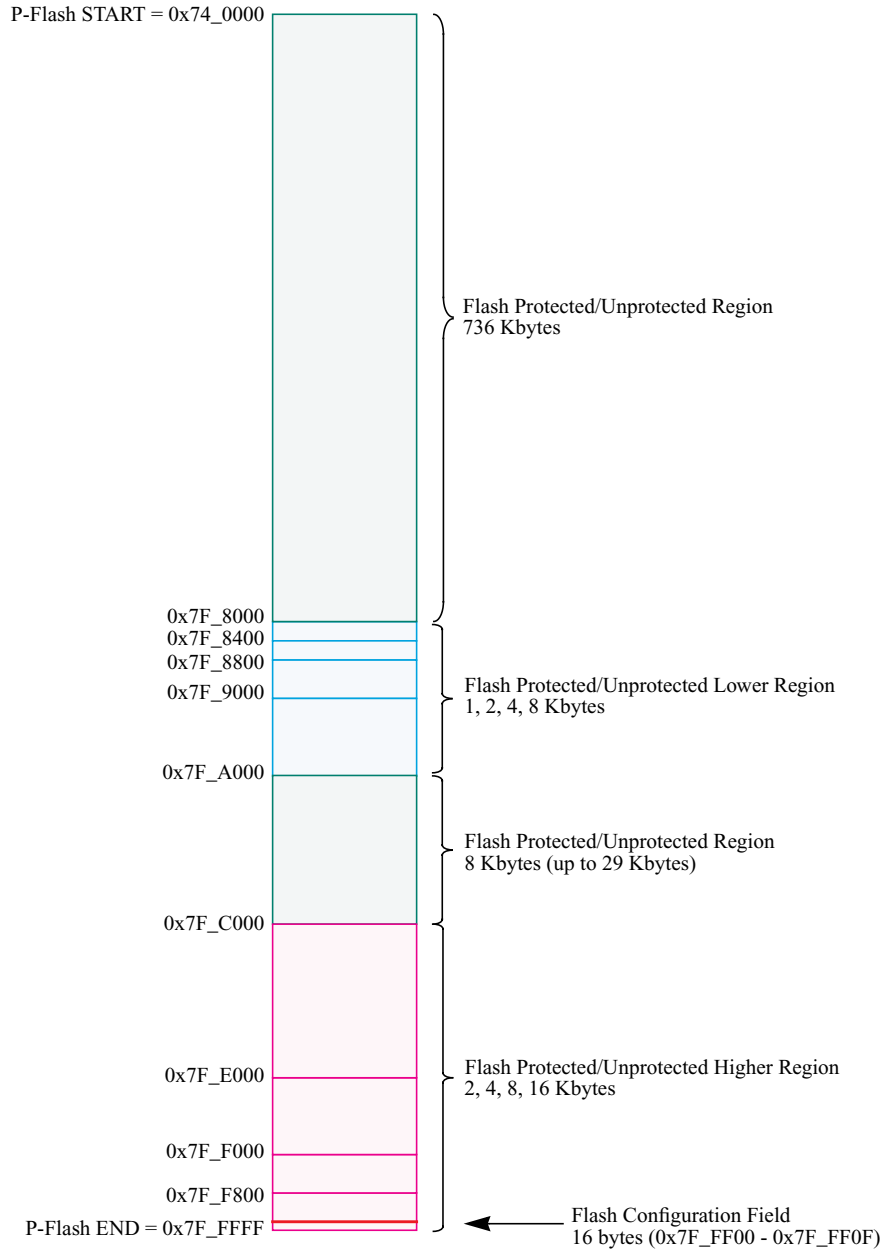 P-Flash START = 0x74_0000
Flash Protected/Unprotected Region
736 Kbytes
0x7F_8000
0x7F_8400
0x7F_8800
0x7F_9000
Flash Protected/Unprotected Lower Region
1, 2, 4, 8 Kbytes
0x7F_A000
Flash Protected/Unprotected Region
8 Kbytes (up to 29 Kbytes)
0x7F_C000
Flash Protected/Unprotected Higher Region
2, 4, 8, 16 Kbytes
0x7F_E000
0x7F_F000
0x7F_F800
P-Flash END = 0x7F_FFFF
Flash Configuration Field
16 bytes (0x7F_FF00 - 0x7F_FF0F)